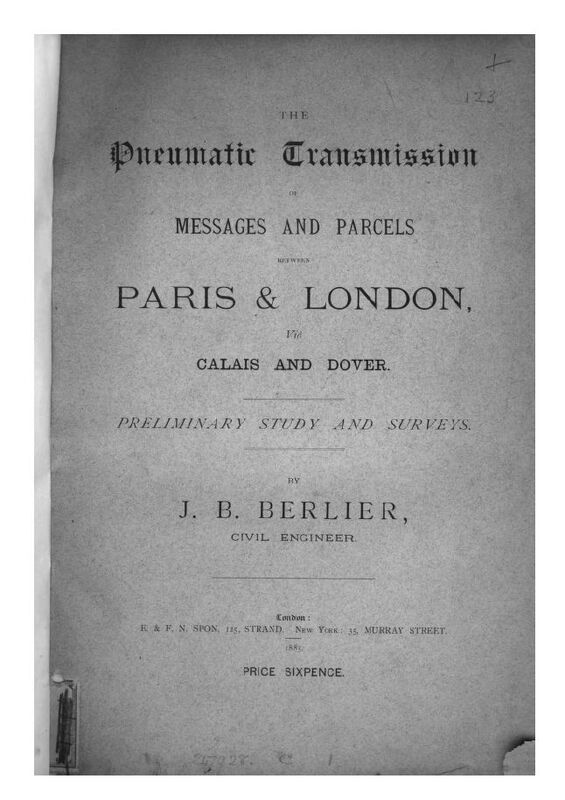 123
THE
Pneumatic Transmission
OF
MESSAGES AND PARCELS
BETWEEN
PARIS & LONDON,
Viâ
CALAIS AND DOVER.
PRELIMINARY STUDY AND SURVEYS.
BY
J. B. BERLIER,
CIVIL ENGINEER.
London:
E. & F. N. SPON, 125, STRAND. NEW YORK: 35, MURRAY STREET.
PRICE SIXPENCE.